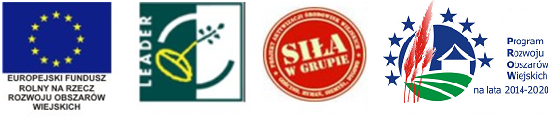 EUROPEJSKI FUNDUSZ
ROLNY NA RZECZ
ROZWOJU OBSZARÓW
WIEJSKICH
LEADER
SIŁA
W GRUPIE
Program
Rozwoju
Obszarów
Wiejskich
na lata 2014-2020